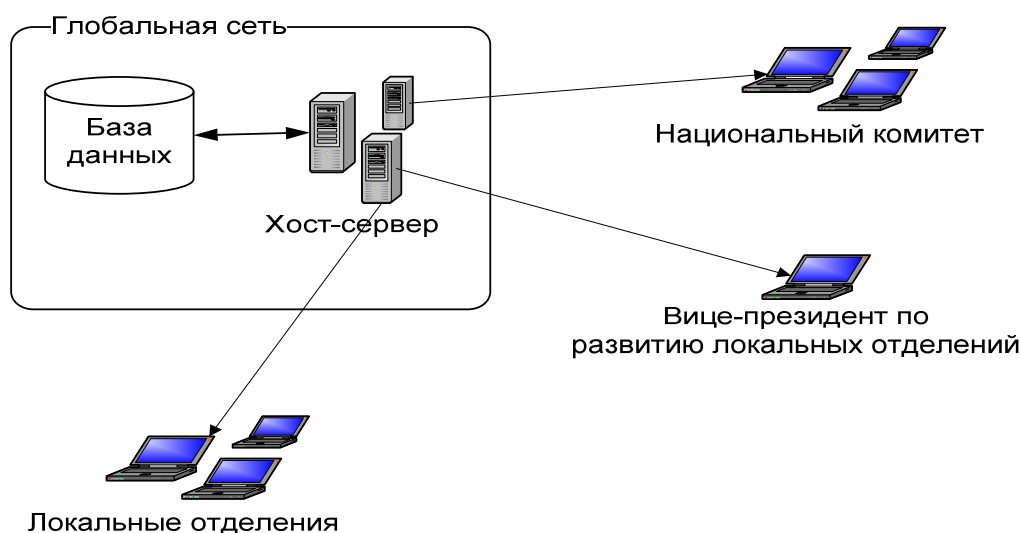 Глобальная сеть
База
данных
Хост-сервер
Национальный комитет
Вице-президент по
развитию локальных отделений
Локальные отделения